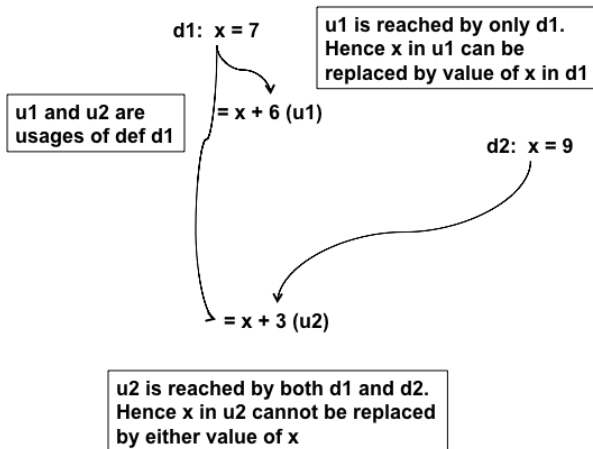 d1: x = 7
u1 is reached by only d1.
Hence x in u1 can be
replaced by value of x in d1
u1 and u2 are
usages of def d1
= x + 6 (u1)
d2: x = 9
= x + 3 (u2)
u2 is reached by both d1 and d2.
Hence x in u2 cannot be replaced
by either value of x